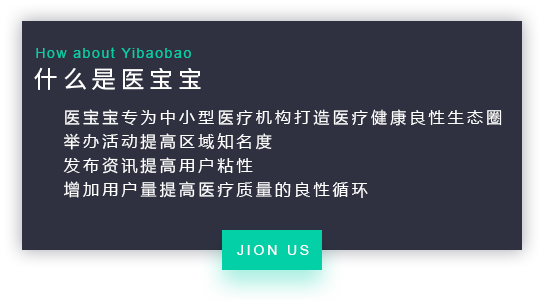 How about Yibaobao
什么是医宝宝
医宝宝专为中小型医疗机构打造医疗健康良性生态圈
举办活动提高区域知名度
发布资讯提高用户粘性
增加用户量提高医疗质量的良性循环
JION US